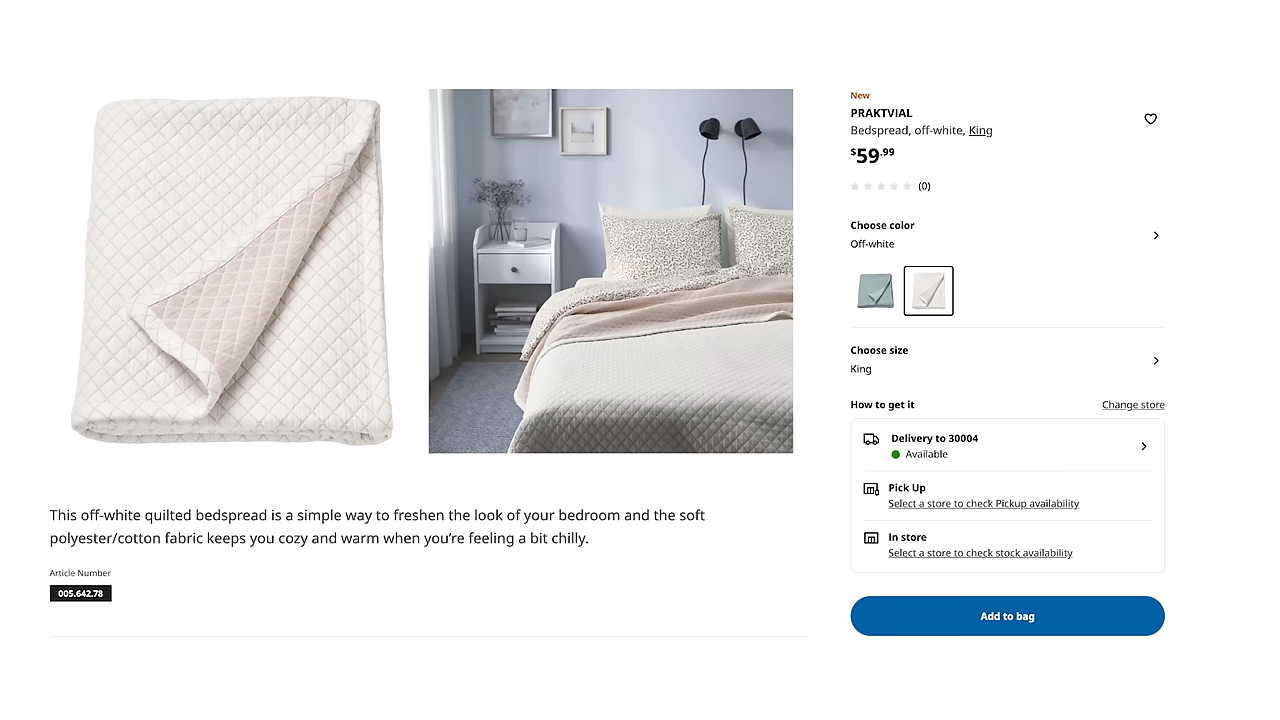 New
PRAKTVIAL
Bedspread, off-white, King
$59.99
(0)
Choose color
Off-white
Choose size
King
How to get it
Change store
Delivery to 30004
Available
Pick Up
Select a store to check Pickup availability
In store
Select a store to check stock availability
Add to bag
This off-white quilted bedspread is a simple way to freshen the look of your bedroom and the soft
polyester/cotton fabric keeps you cozy and warm when you’re feeling a bit chilly.
Article Number
005.642.78